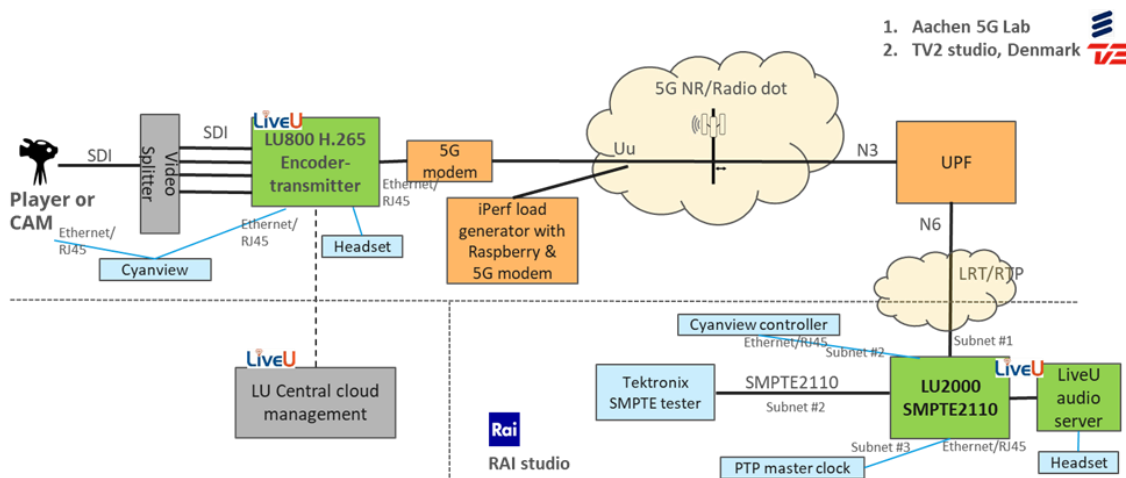 1. Aachen 5G Lab
2. TV2 studio, Denmark
TV2
5G NR/Radio dot
LiveU
SDI
LU800 H.265
Encoder-
transmitter
Video
Splitter
SDI
5G
modem
Uu
N3
UPF
Player or
CAM
Ethernet/
RJ45
Ethernet/
RJ45
Ethernet/
RJ45
Headset
Cyanview
iPerf load
generator with
Raspberry &
5G modem
N6
LRT/RTP
Cyanview controller
Ethernet/RJ45
Subnet #2
Subnet #1
LiveU
LU Central cloud
management
Tektronix
SMPTE tester
SMPTE2110
Subnet #2
LiveU
LU2000
SMPTE2110
LiveU
audio
server
Rai
RAI studio
Subnet #3
Ethernet/RJ45
PTP master clock
Headset